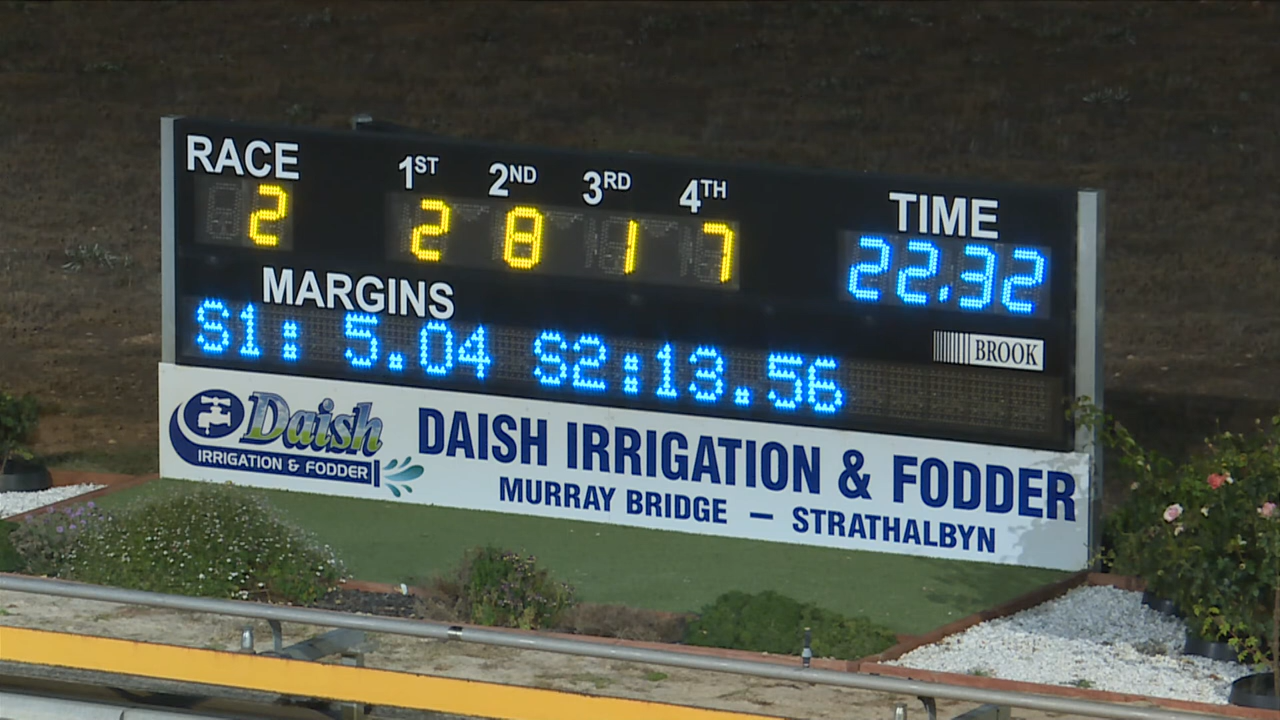 RACE 1ST 2ND 3RD 4TH TIME
2 2 8 1 7 22.32
MARGINS
BROOK
S1: 5.04 S2:13.56
Daish
IRRIGATION & FODDER
DAISH IRRIGATION & FODDER
MURRAY BRIDGE – STRATHALBYN